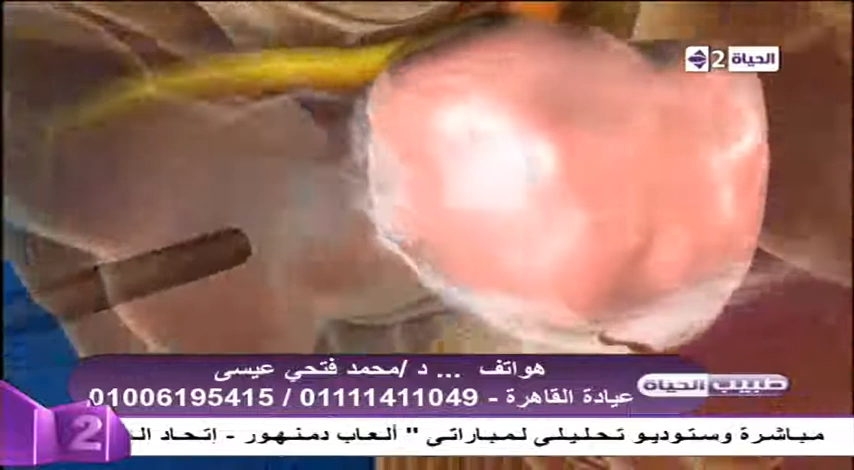 الحياة 2
هواتف ... د /محمد فتحي عيسى
عيادة القاهرة - 01111411049 / 01006195415
طبيب الحياة
مباشرة وستوديو تحليلي لمباراتي " ألعاب دمنهور - إتحاد
2